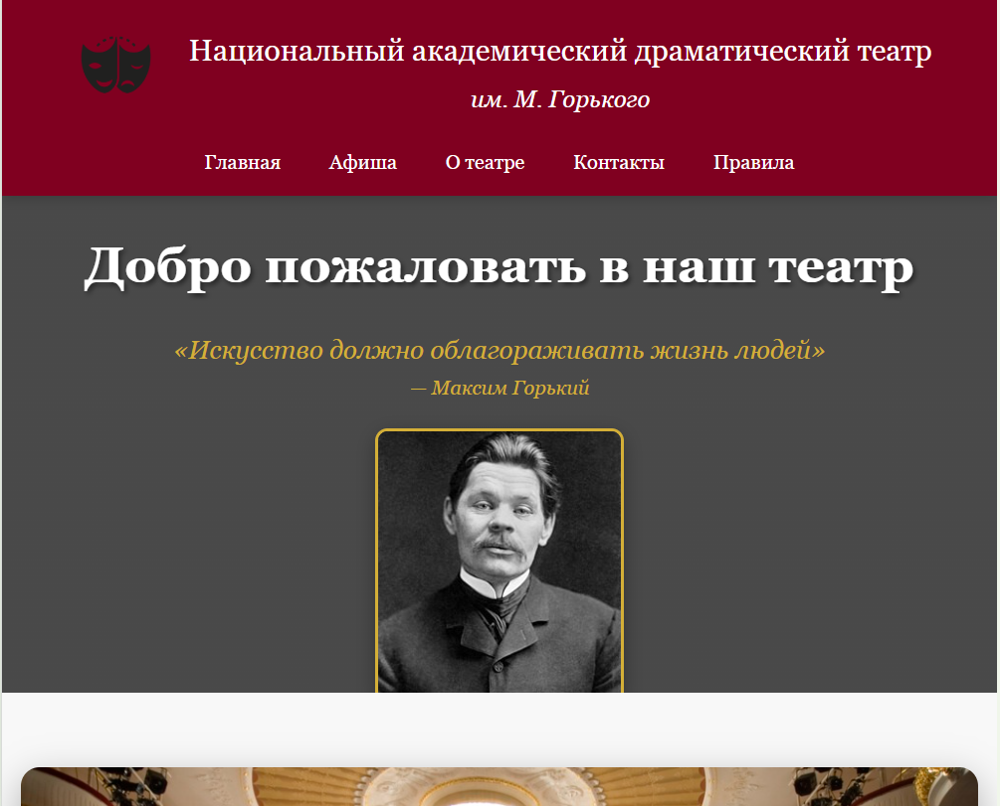 Национальный академический драматический театр
им. М. Горького
Главная Афиша О театре Контакты Правила
Добро пожаловать в наш театр
«Искусство должно облагораживать жизнь людей»
— Максим Горький